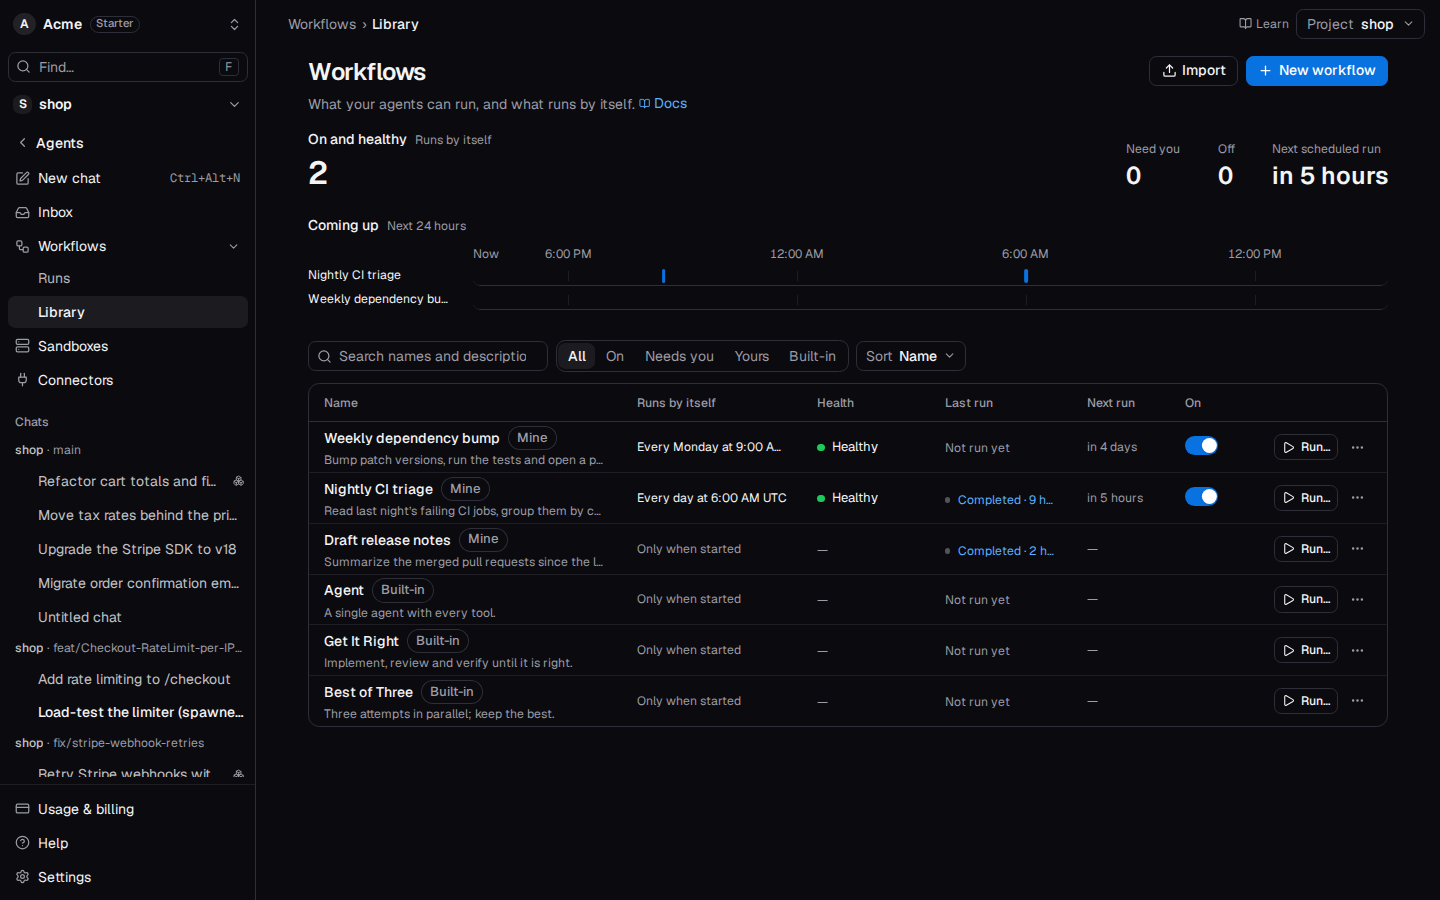 A Acme Starter
Find... F
S shop
Agents
New chat Ctrl+Alt+N
Inbox
Workflows
Runs
Library
Sandboxes
Connectors
Chats
shop · main
Refactor cart totals and fi...
Move tax rates behind the pri...
Upgrade the Stripe SDK to v18
Migrate order confirmation em...
Untitled chat
shop · feat/Checkout-RateLimit-per-IP...
Add rate limiting to /checkout
Load-test the limiter (spawne...
shop · fix/stripe-webhook-retries
Retry Stripe webhooks wit...
Usage & billing
Help
Settings
Workflows › Library
Learn
Project shop
Workflows
Import
New workflow
What your agents can run, and what runs by itself. Docs
On and healthy Runs by itself
2
Need you
0
Off
0
Next scheduled run
in 5 hours
Coming up Next 24 hours
Now 6:00 PM 12:00 AM 6:00 AM 12:00 PM
Nightly CI triage
Weekly dependency bu...
Search names and descriptio
All On Needs you Yours Built-in
Sort Name
Name Runs by itself Health Last run Next run On
Weekly dependency bump Mine
Bump patch versions, run the tests and open a p...
Every Monday at 9:00 A... Healthy Not run yet in 4 days Run...
Nightly CI triage Mine
Read last night's failing CI jobs, group them by c...
Every day at 6:00 AM UTC Healthy Completed · 9 h... in 5 hours Run...
Draft release notes Mine
Summarize the merged pull requests since the l...
Only when started — Completed · 2 h... — Run...
Agent Built-in
A single agent with every tool.
Only when started — Not run yet — Run...
Get It Right Built-in
Implement, review and verify until it is right.
Only when started — Not run yet — Run...
Best of Three Built-in
Three attempts in parallel; keep the best.
Only when started — Not run yet — Run...